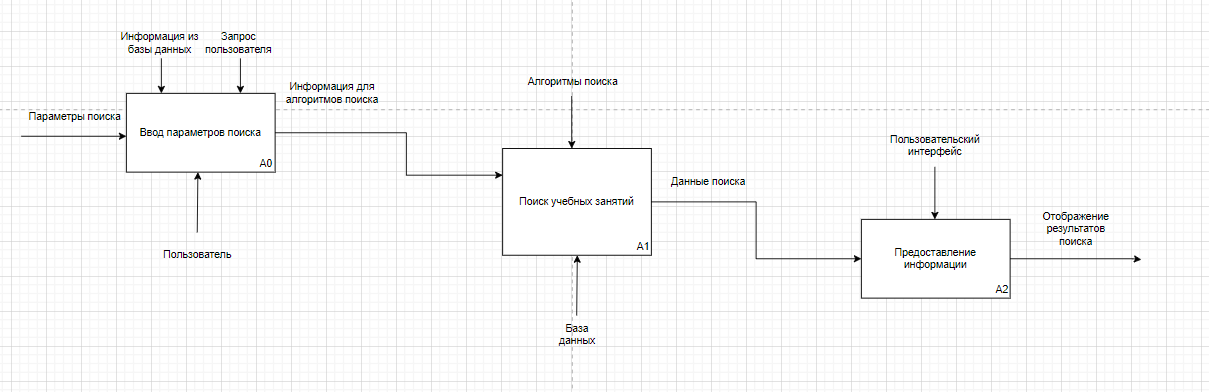 Информация из
базы данных
Запрос
пользователя
Параметры поиска
Ввод параметров поиска
A0
Пользователь
Информация для
алгоритмов поиска
Алгоритмы поиска
Поиск учебных занятий
A1
База
данных
Данные поиска
Пользовательский
интерфейс
Предоставление
информации
A2
Отображение
результатов
поиска